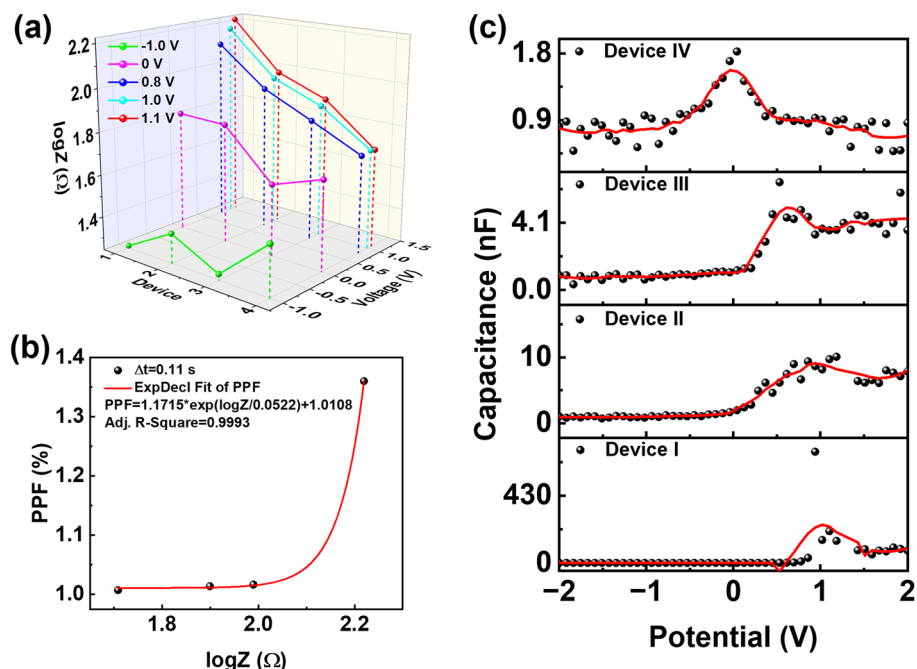 (a)
2.2
2.0
1.8
1.6
1.4
logZ (Ω)
-1.0 V
0 V
0.8 V
1.0 V
1.1 V
1
2
3
4
Device
-1.0
-0.5
0.0
0.5
1.0
1.5
Voltage (V)
(b)
1.4
1.3
1.2
1.1
1.0
PPF (%)
Δt=0.11 s
ExpDecl Fit of PPF
PPF=1.1715*exp(logZ/0.0522)+1.0108
Adj. R-Square=0.9993
1.8 2.0 2.2
logZ (Ω)
(c)
Capacitance (nF)
Device IV
1.8
0.9
Device III
4.1
0.0
Device II
10
0
Device I
430
0
−2 −1 0 1 2
Potential (V)